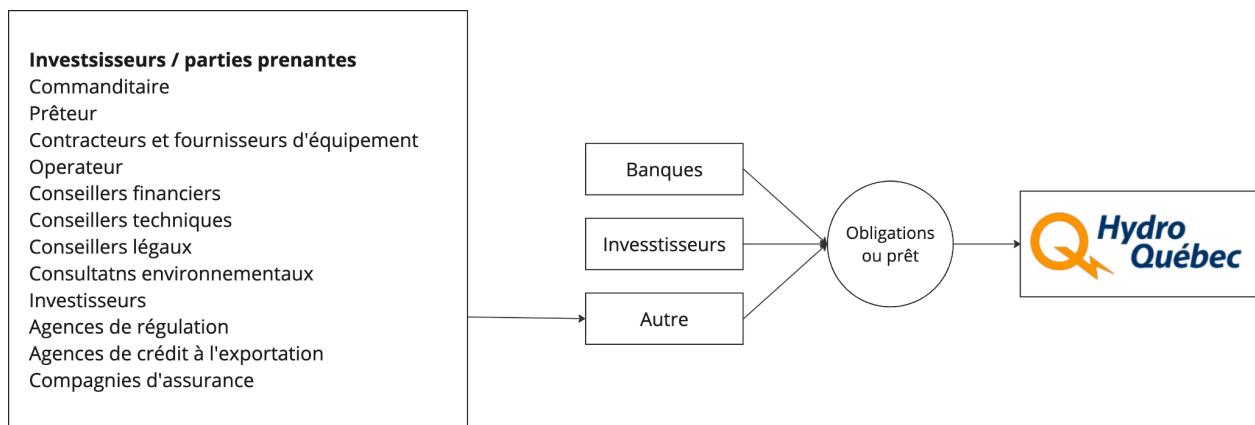 Investsisseurs / parties prenantes
Commanditaire
Prêteur
Contracteurs et fournisseurs d'équipement
Operateur
Conseillers financiers
Conseillers techniques
Conseillers légaux
Consultatns environnementaux
Investisseurs
Agences de régulation
Agences de crédit à l'exportation
Compagnies d'assurance
Banques
Invesstisseurs
Autre
Obligations
ou prêt
Hydro
Québec